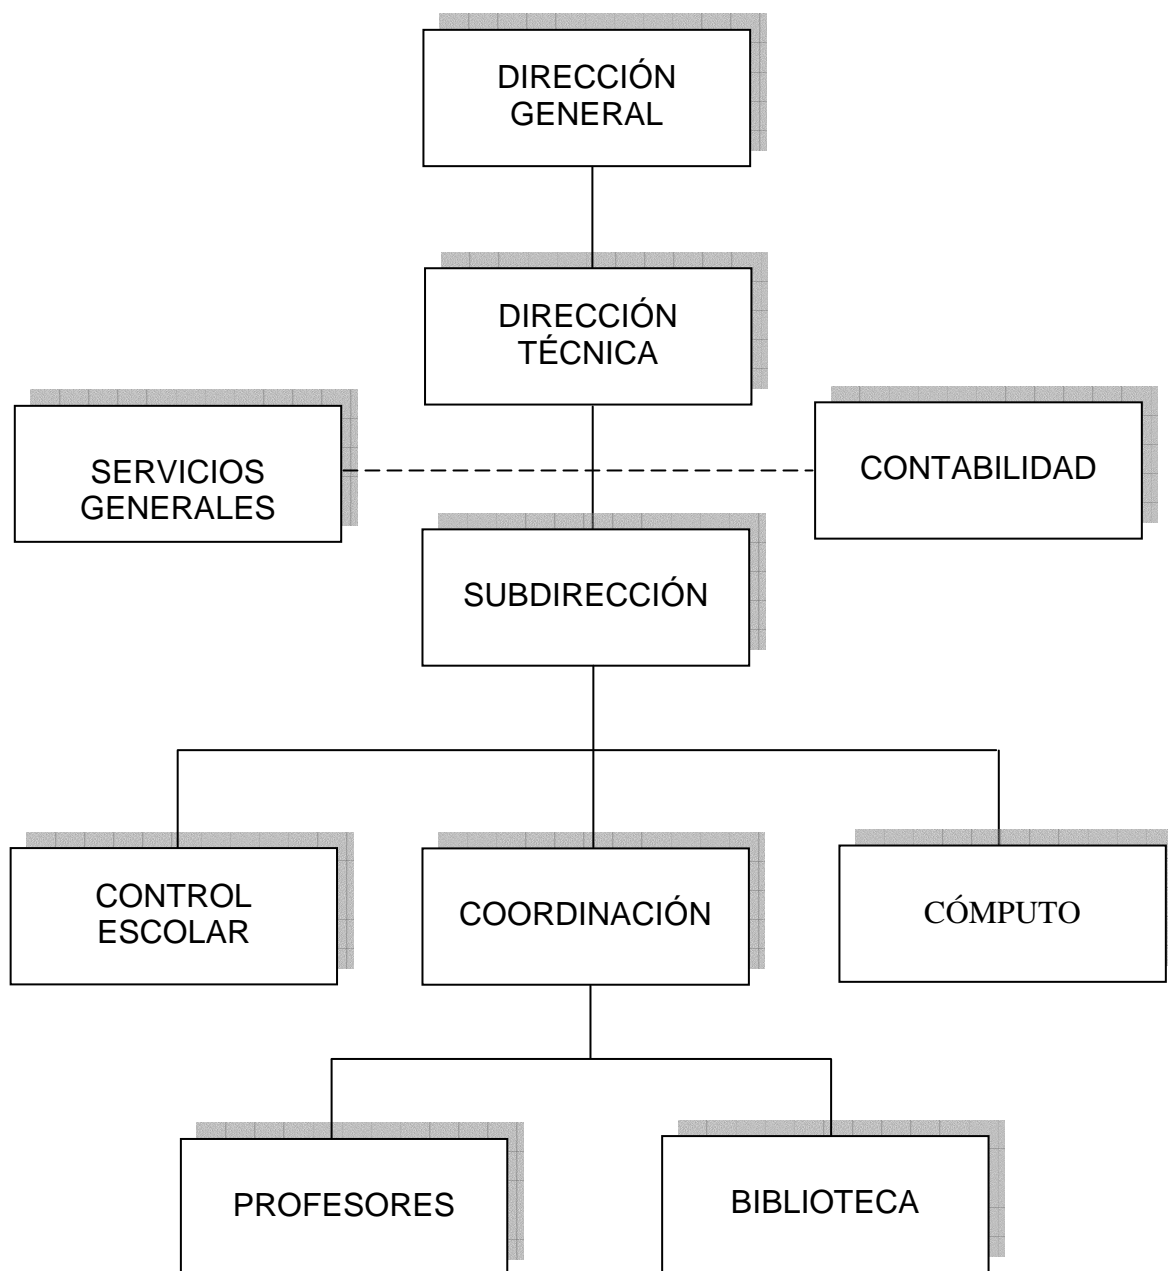 DIRECCIÓN
GENERAL
DIRECCIÓN
TÉCNICA
SERVICIOS
GENERALES
CONTABILIDAD
SUBDIRECCIÓN
CONTROL
ESCOLAR
COORDINACIÓN
CÓMPUTO
PROFESORES
BIBLIOTECA